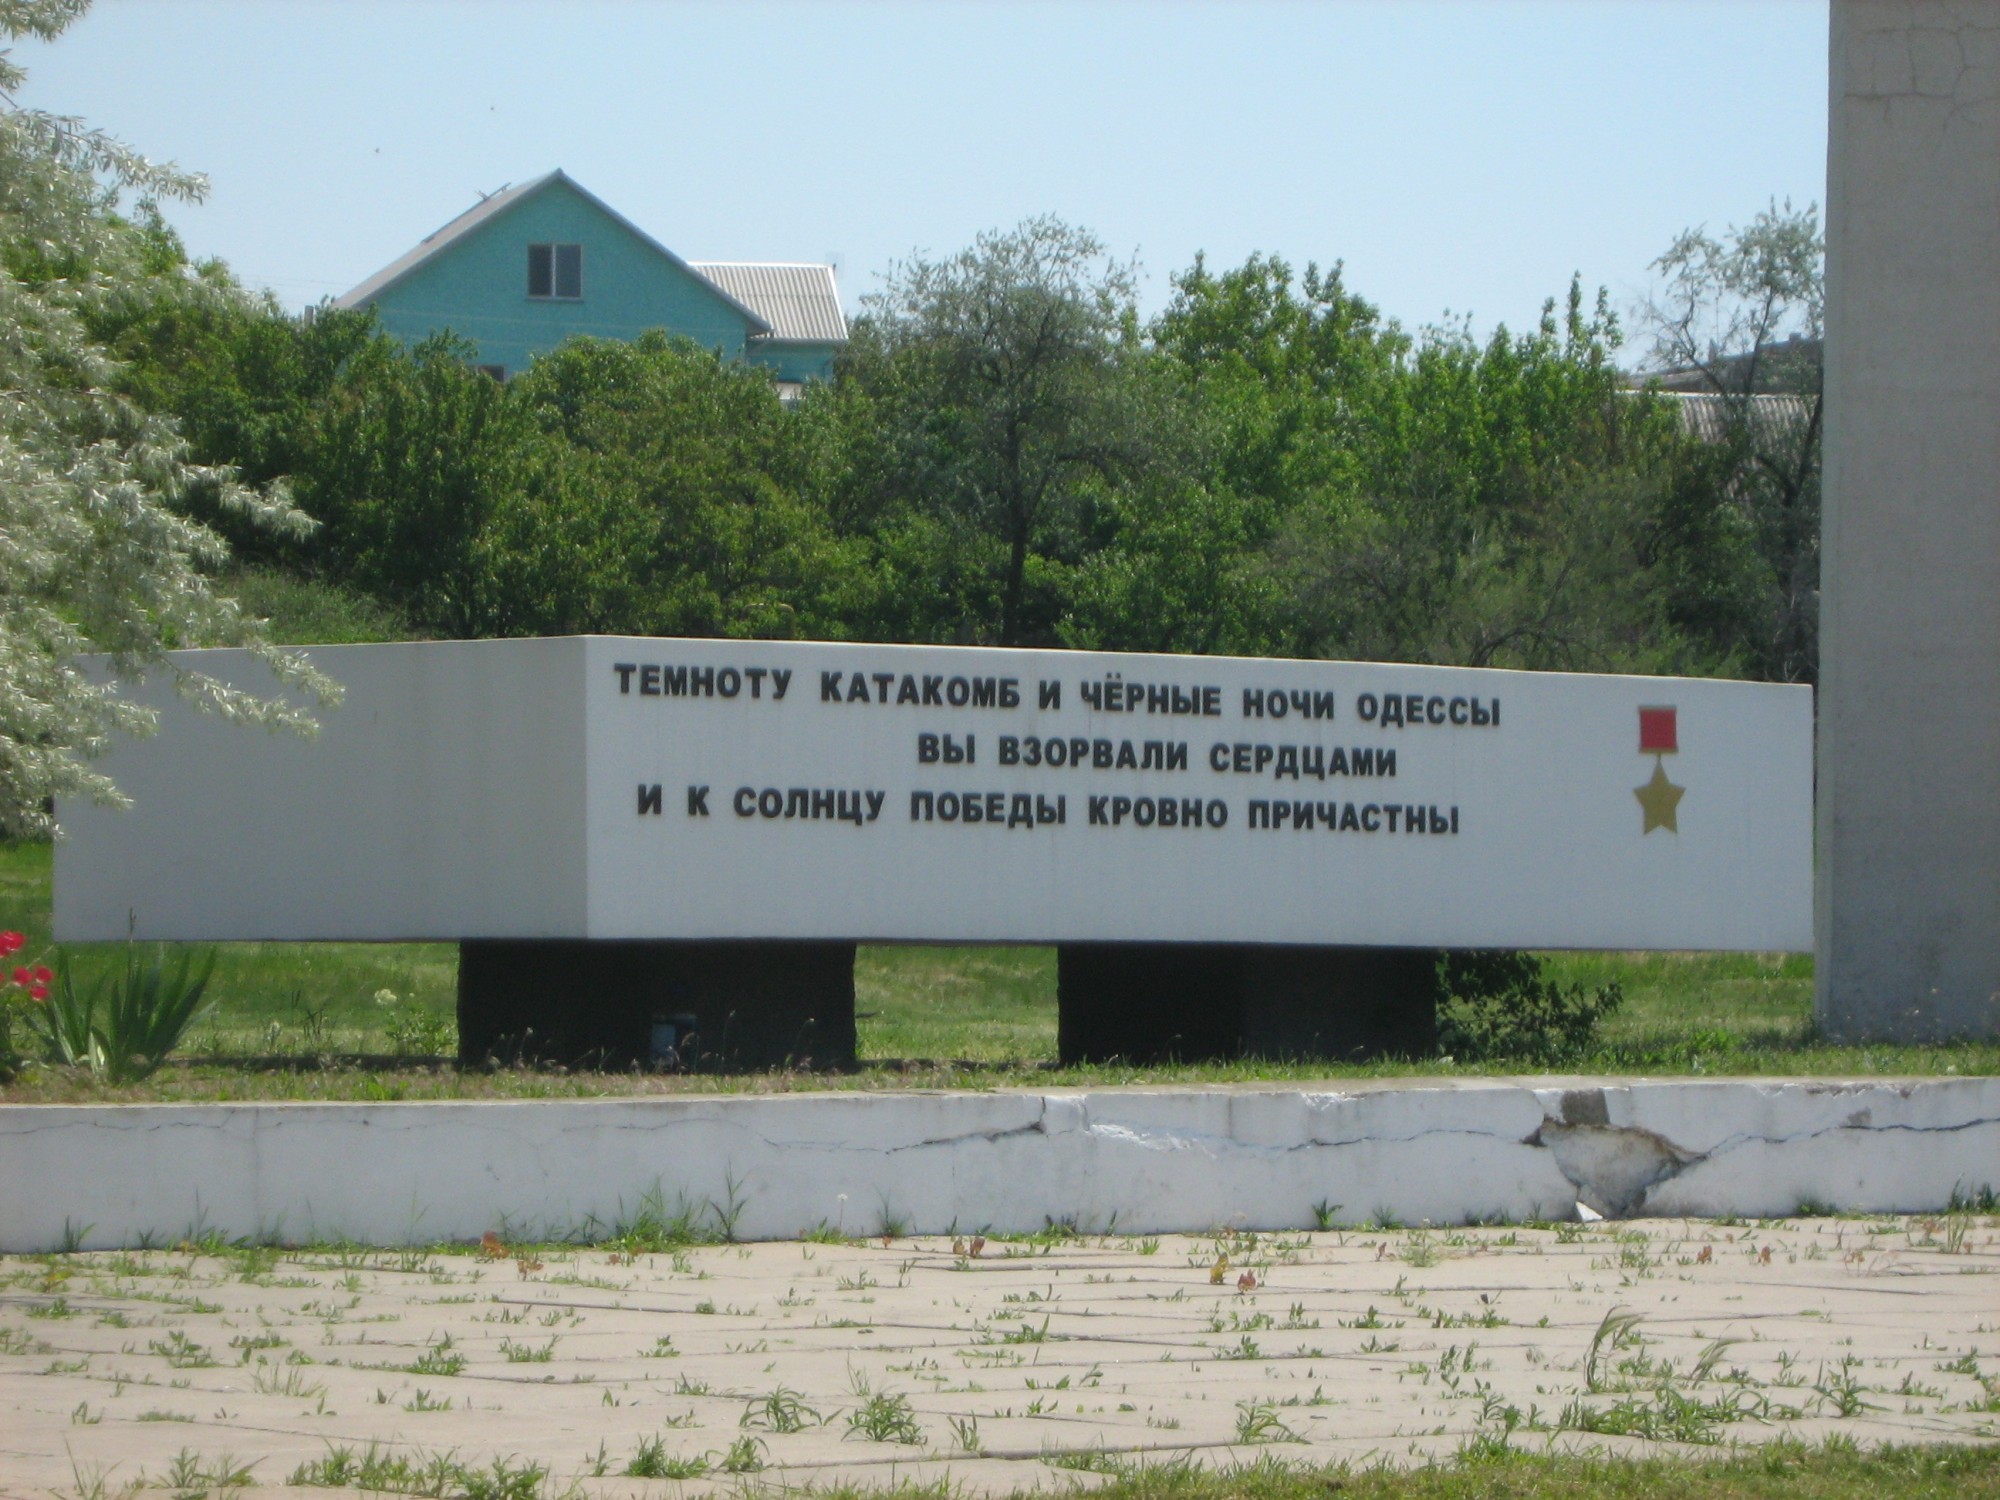 ТЕМНОТУ КАТАКОМБ И ЧЁРНЫЕ НОЧИ ОДЕССЫ
ВЫ ВЗОРВАЛИ СЕРДЦАМИ
И К СОЛНЦУ ПОБЕДЫ КРОВНО ПРИЧАСТНЫ